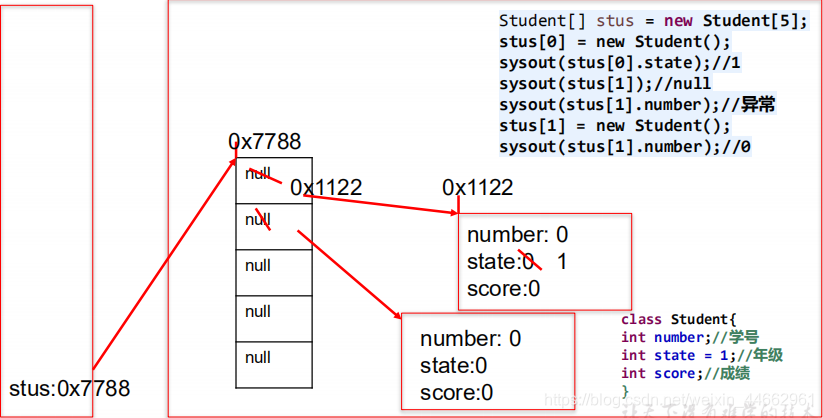 Student[] stus = new Student[5];
stus[0] = new Student();
sysout(stus[0].state);//1
sysout(stus[1]);//null
sysout(stus[1].number);//异常
stus[1] = new Student();
sysout(stus[1].number);//0
0x7788
null
0x1122
0x1122
null
number: 0
state:0 1
score:0
null
null
null
number: 0
state:0
score:0
stus:0x7788
class Student{
int number;//学号
int state = 1;//年级
int score;//成绩
}
https://blog.csdn.net/weixin_44662961